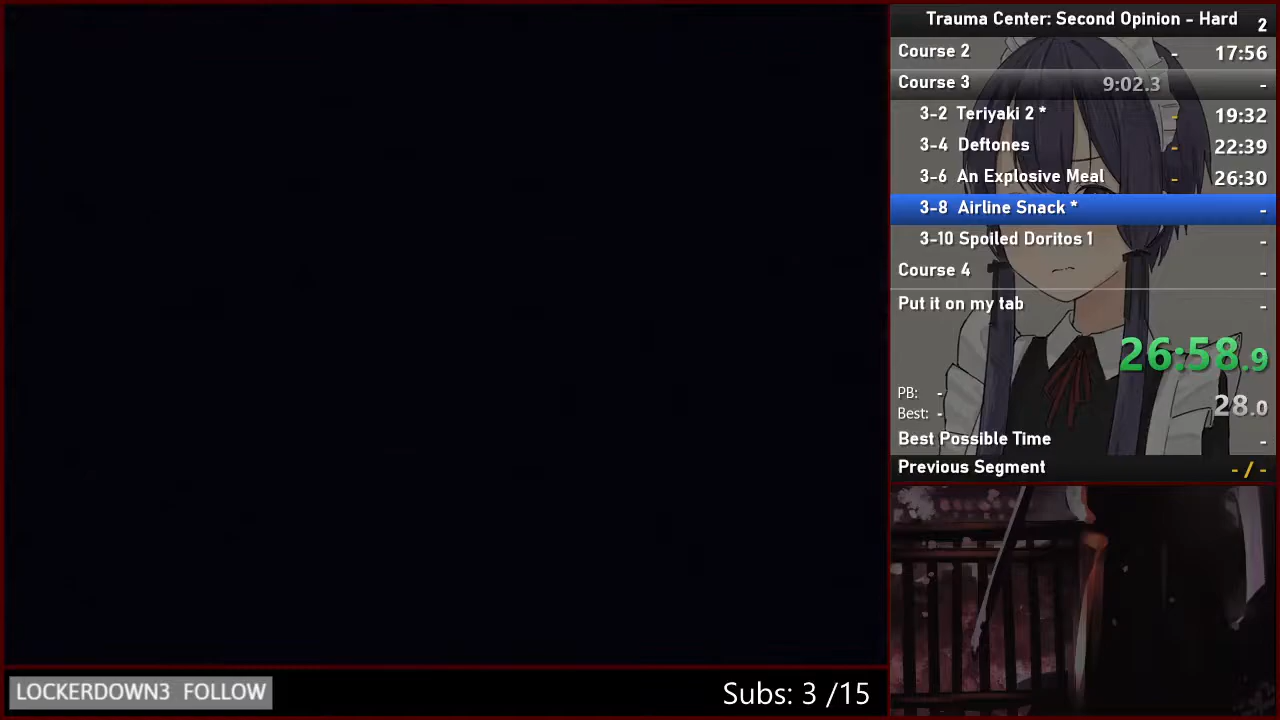 Trauma Center: Second Opinion - Hard 2
Course 2 - 17:56
Course 3 9:02.3 -
3-2 Teriyaki 2 * - 19:32
3-4 Deftones - 22:39
3-6 An Explosive Meal - 26:30
3-8 Airline Snack * -
3-10 Spoiled Doritos 1 -
Course 4 -
Put it on my tab -
26:58.9
PB: -
28.0
Best: -
Best Possible Time -
Previous Segment - / -
LOCKERDOWN3 FOLLOW
Subs: 3 /15